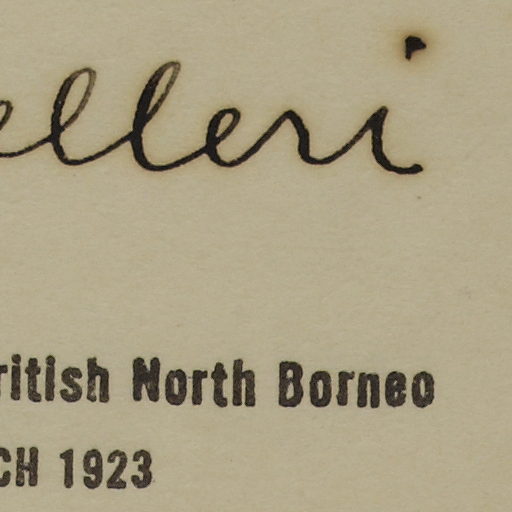 elleri
ritish North Borneo
CH 1923